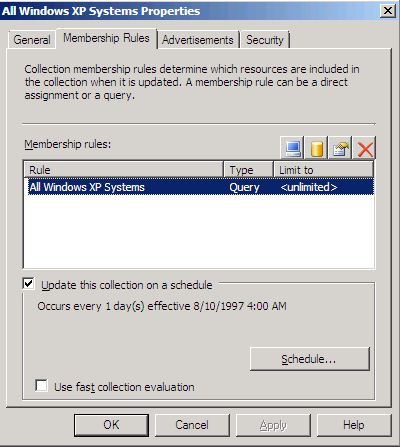 All Windows XP Systems Properties
General Membership Rules Advertisements Security
Collection membership rules determine which resources are included
in the collection when it is updated. A membership rule can be a direct
assignment or a query.
Membership rules:
Rule Type Limit to
All Windows XP Systems Query <unlimited>
Update this collection on a schedule
Occurs every 1 day(s) effective 8/10/1997 4:00 AM
Schedule...
Use fast collection evaluation
OK Cancel Apply Help